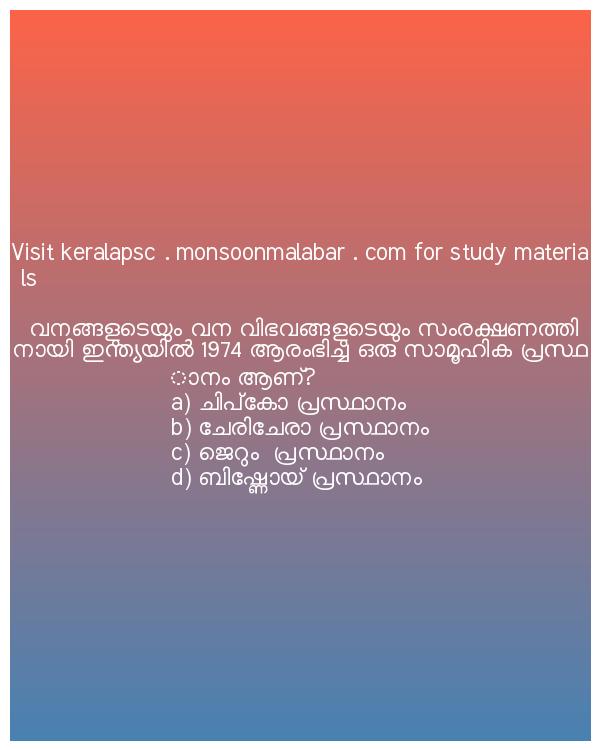 Visit keralapsc . monsoonmalabar . com for study materia
ls
വനങ്ങളുടെയും വന വിഭവങ്ങളുടെയും സംരക്ഷണത്തി
നായി ഇന്ത്യയിൽ 1974 ആരംഭിച്ച ഒരു സാമൂഹിക പ്രസ്ഥ
ാനം ആണ്?
a) ചിപ്കോ പ്രസ്ഥാനം
b) ചേരിചേരാ പ്രസ്ഥാനം
c) ജെറും  പ്രസ്ഥാനം
d) ബിഷ്ണോയ് പ്രസ്ഥാനം